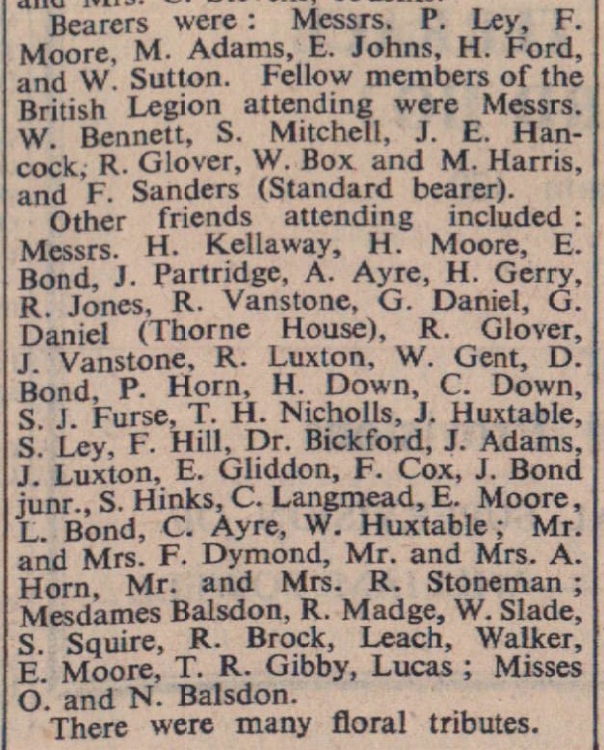 and Mrs. C. Stevens,
Bearers were : Messrs. P. Ley, F.
Moore, M. Adams, E. Johns, H. Ford,
and W. Sutton. Fellow members of the
British Legion attending were Messrs.
W. Bennett, S. Mitchell, J. E. Han-
cock, R. Glover, W. Box and M. Harris,
and F. Sanders (Standard bearer).
Other friends attending included :
Messrs. H. Kellaway, H. Moore, E.
Bond, J. Partridge, A. Ayre, H. Gerry,
R. Jones, R. Vanstone, G. Daniel, G.
Daniel (Thorne House), R. Glover,
J. Vanstone, R. Luxton, W. Gent, D.
Bond, P. Horn, H. Down, C. Down,
S. J. Furse, T. H. Nicholls, J. Huxtable,
S. Ley, F. Hill, Dr. Bickford, J. Adams,
J. Luxton, E. Gliddon, F. Cox, J. Bond
junr., S. Hinks, C. Langmead, E. Moore,
L. Bond, C. Ayre, W. Huxtable ; Mr.
and Mrs. F. Dymond, Mr. and Mrs. A.
Horn, Mr. and Mrs. R. Stoneman ;
Mesdames Balsdon, R. Madge, W. Slade,
S. Squire, R. Brock, Leach, Walker,
E. Moore, T. R. Gibby, Lucas ; Misses
O. and N. Balsdon.
There were many floral tributes.